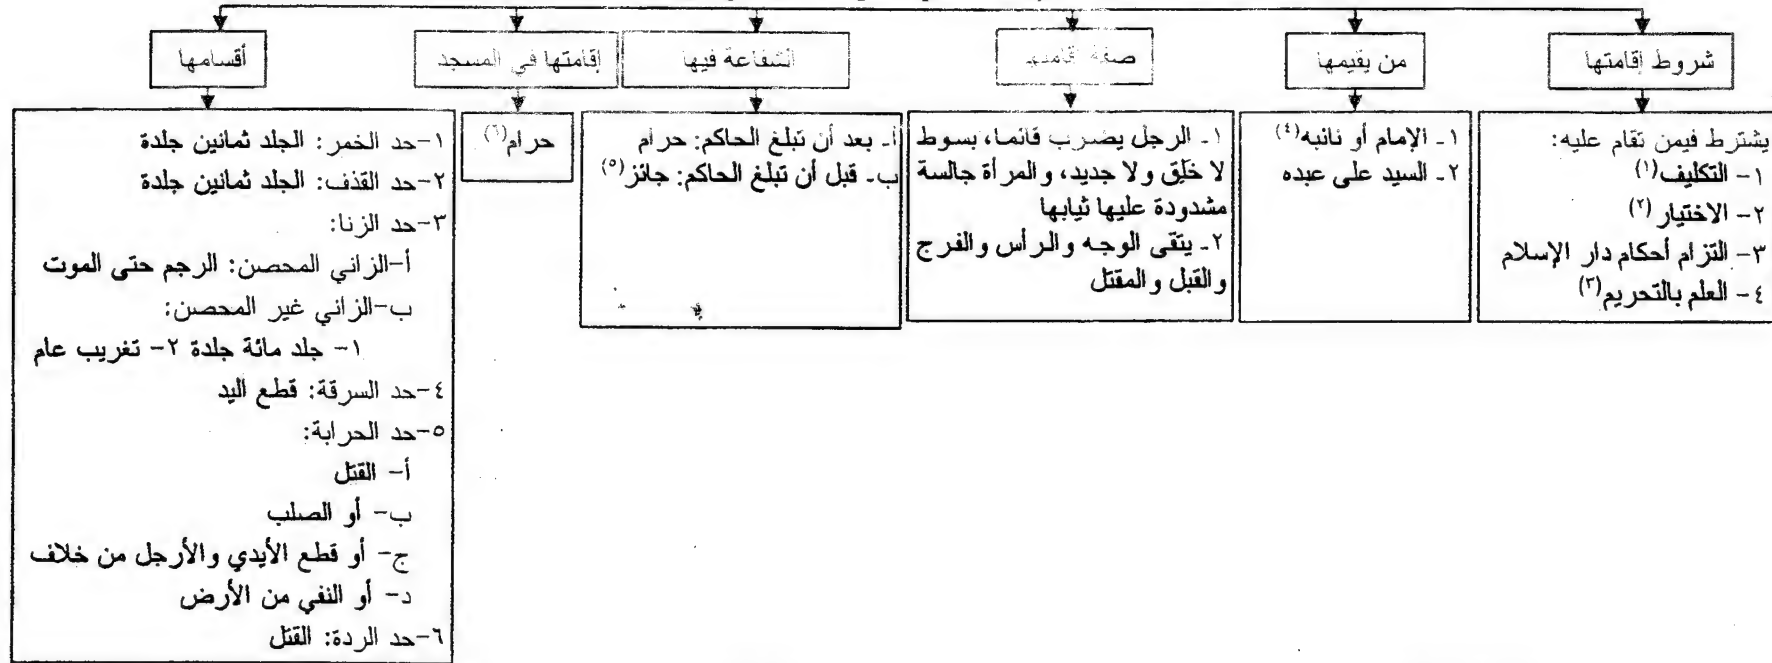 شروط إقامتها
يشترط فيمن تقام عليه:
١- التكليف(١)
٢- الاختيار(٢)
٣- التزام أحكام دار الإسلام
٤- العلم بالتحريم(٣)
من يقيمها
١- الإمام أو نائبه(٤)
٢- السيد على عبده
صفة إقامتها
١- الرجل يضرب قائما، بسوط
لا خَلِق ولا جديد، والمرأة جالسة
مشدودة عليها ثيابها
٢- يتقى الوجه والرأس والفرج
والقبل والمقتل
الشفاعة فيها
أ- بعد أن تبلغ الحاكم: حرام
ب- قبل أن تبلغ الحاكم: جائز(٥)
إقامتها في المسجد
حرام(٦)
أقسامها
١-حد الخمر: الجلد ثمانين جلدة
٢-حد القذف: الجلد ثمانين جلدة
٣-حد الزنا:
أ-الزاني المحصن: الرجم حتى الموت
ب-الزاني غير المحصن:
١- جلد مائة جلدة ٢- تغريب عام
٤-حد السرقة: قطع اليد
٥-حد الحرابة:
أ- القتل
ب- أو الصلب
ج- أو قطع الأيدي والأرجل من خلاف
د- أو النفي من الأرض
٦-حد الردة: القتل